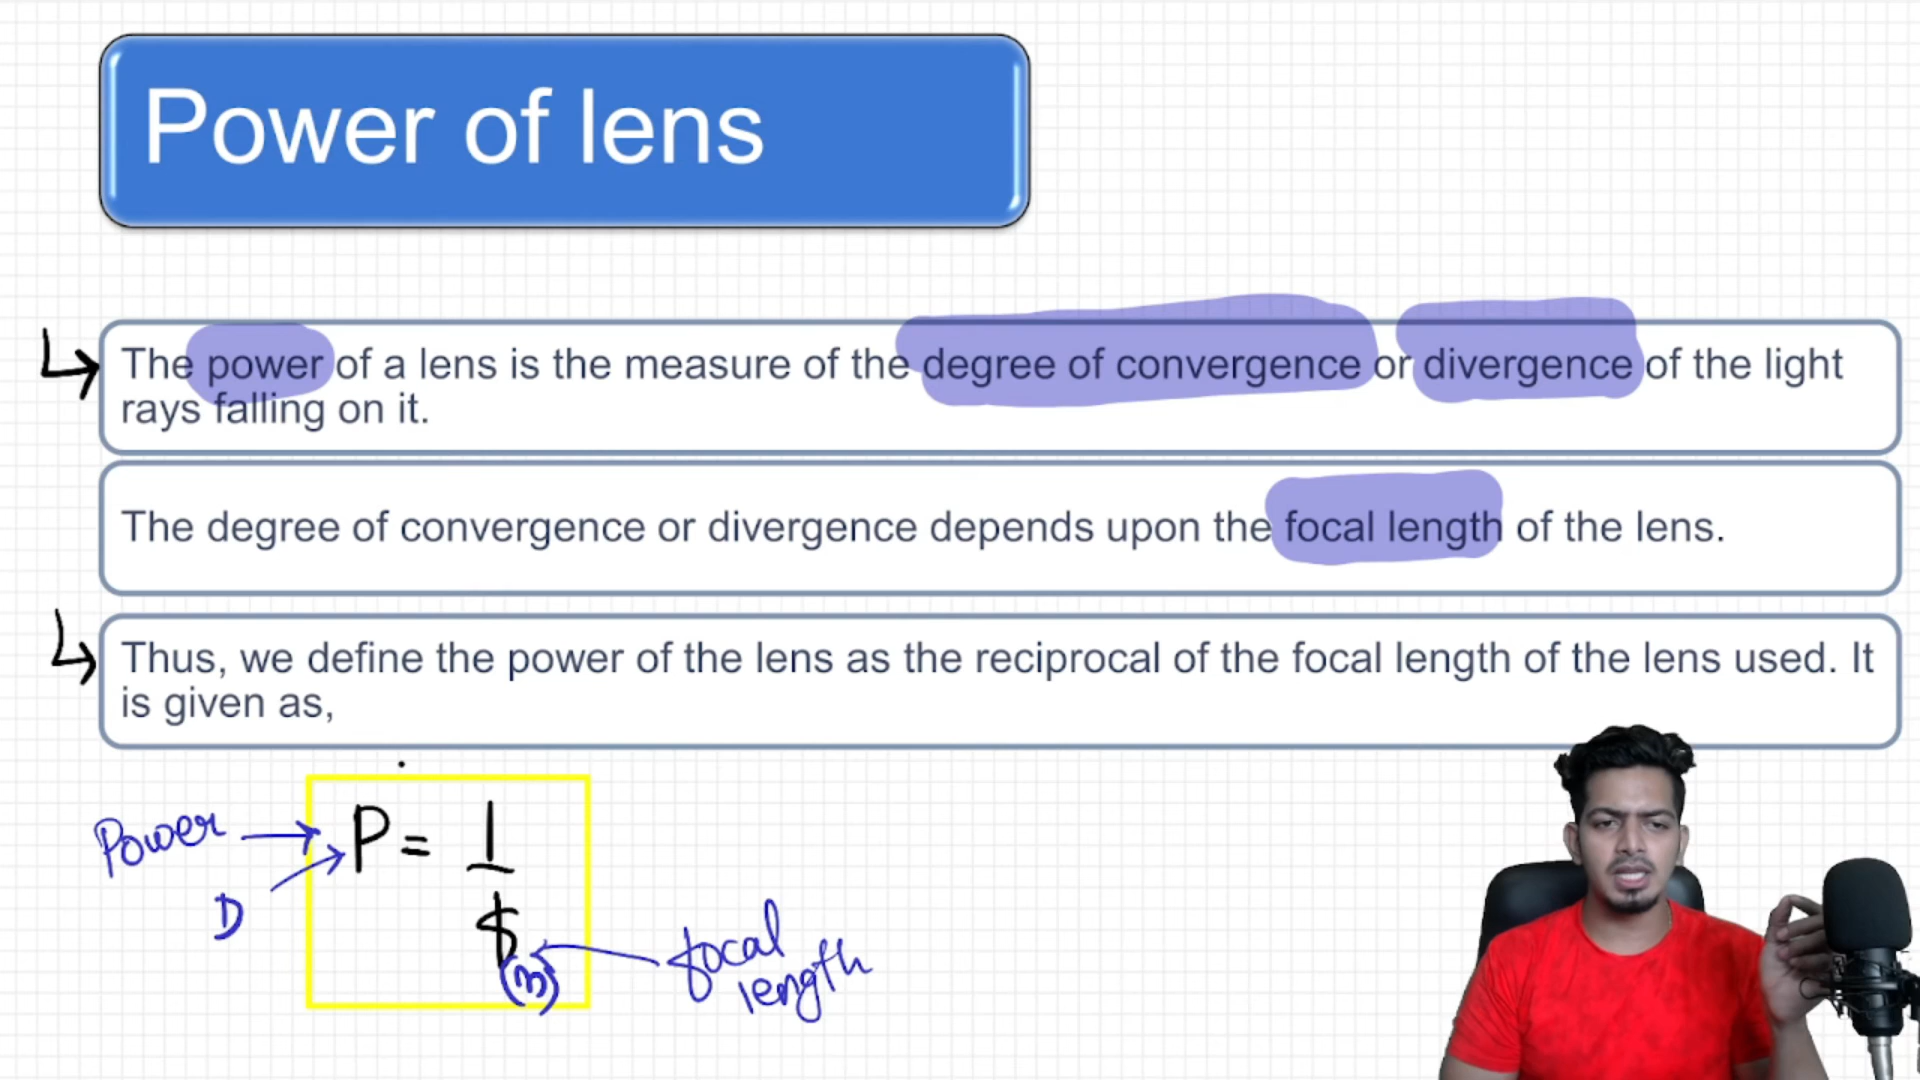 Power of lens
The power of a lens is the measure of the degree of convergence or divergence of the light
rays falling on it.
The degree of convergence or divergence depends upon the focal length of the lens.
Thus, we define the power of the lens as the reciprocal of the focal length of the lens used. It
is given as,
Power
P = 1
D
f
(m)
focal
length